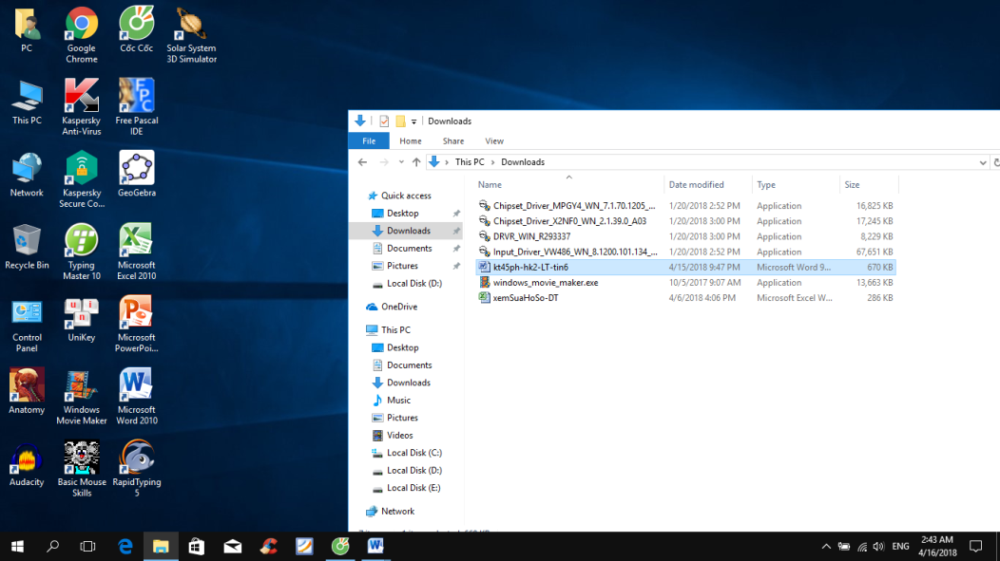 PC
Google
Chrome
Cốc Cốc
Solar System
3D Simulator
This PC
Kaspersky
Anti-Virus
Free Pascal
IDE
Network
Kaspersky
Secure Co...
GeoGebra
Recycle Bin
Typing
Master 10
Microsoft
Excel 2010
Control
Panel
UniKey
Microsoft
PowerPoi...
Anatomy
Windows
Movie Maker
Microsoft
Word 2010
Audacity
Basic Mouse
Skills
RapidTyping
5
Downloads
File Home Share View
This PC Downloads
Name Date modified Type Size
Quick access
Desktop
Downloads
Documents
Pictures
Local Disk (D:)
OneDrive
This PC
Desktop
Documents
Downloads
Music
Pictures
Videos
Local Disk (C:)
Local Disk (D:)
Local Disk (E:)
Network
Chipset_Driver_MPGY4_WN_7.1.70.1205_... 1/20/2018 2:52 PM Application 16,825 KB
Chipset_Driver_X2NF0_WN_2.1.39.0_A03 1/20/2018 3:00 PM Application 17,245 KB
DRVR_WIN_R293337 1/20/2018 3:00 PM Application 8,229 KB
Input_Driver_VW486_WN_8.1200.101.134_... 1/20/2018 2:52 PM Application 67,651 KB
kt45ph-hk2-LT-tin6 4/15/2018 9:47 PM Microsoft Word 9... 670 KB
windows_movie_maker.exe 10/5/2017 9:07 AM Application 13,663 KB
xemSuaHoSo-DT 4/6/2018 4:06 PM Microsoft Excel W... 286 KB
ENG
2:43 AM
4/16/2018